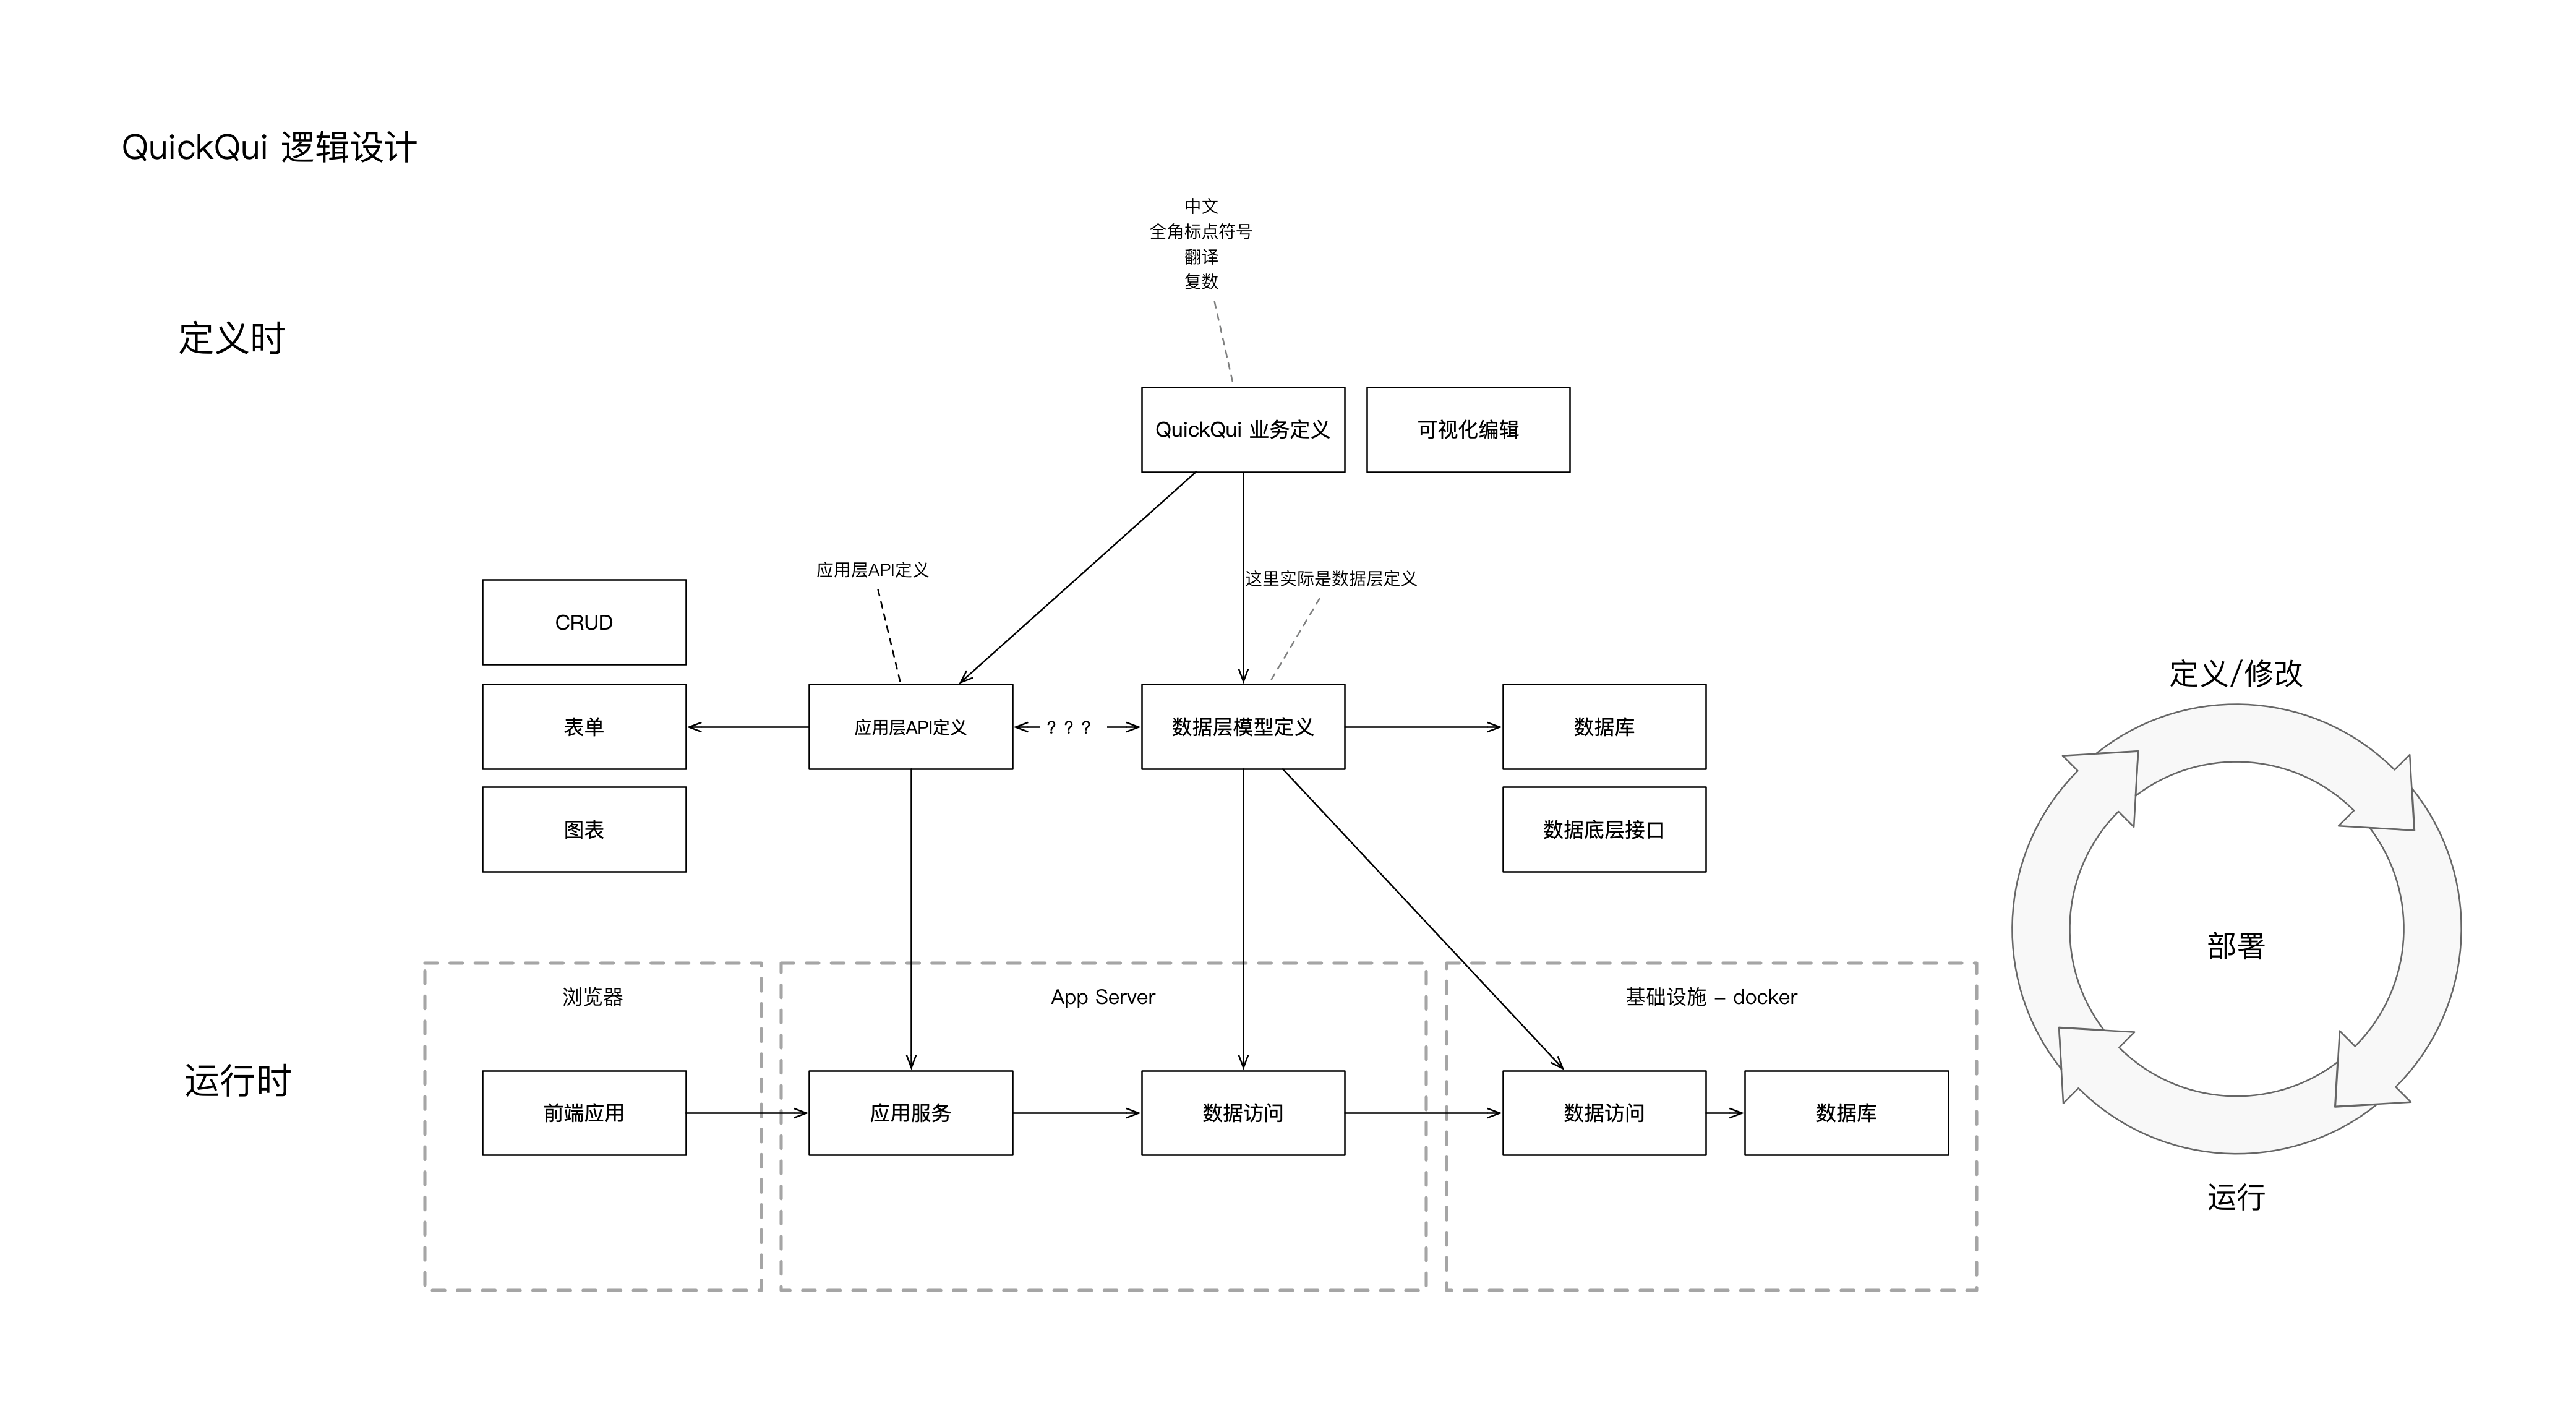 QuickQui 逻辑设计
中文
全角标点符号
翻译
复数
定义时
QuickQui 业务定义
可视化编辑
应用层API定义
这里实际是数据层定义
CRUD
表单
应用层API定义
？？？
数据层模型定义
数据库
图表
数据底层接口
定义/修改
部署
运行
浏览器
App Server
基础设施 – docker
运行时
前端应用
应用服务
数据访问
数据访问
数据库